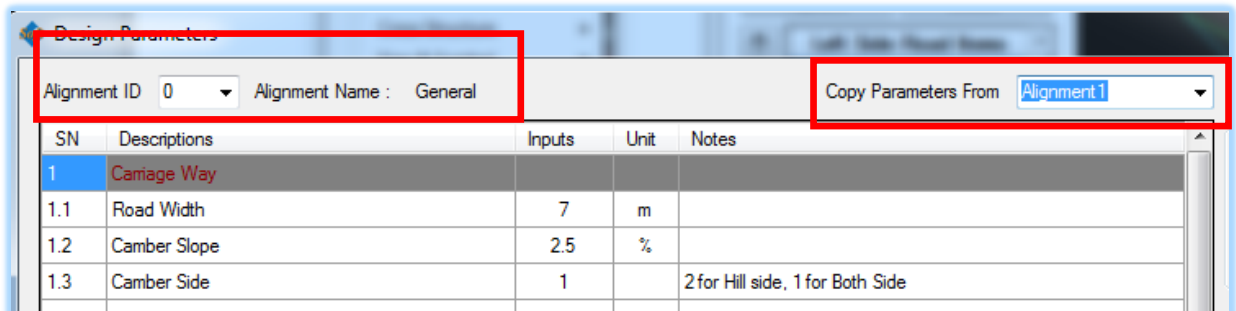 Design Parameters
Alignment ID 0 Alignment Name : General Copy Parameters From Alignment1
SN Descriptions Inputs Unit Notes
1 Carriage Way
1.1 Road Width 7 m
1.2 Camber Slope 2.5 %
1.3 Camber Side 1 2 for Hill side, 1 for Both Side